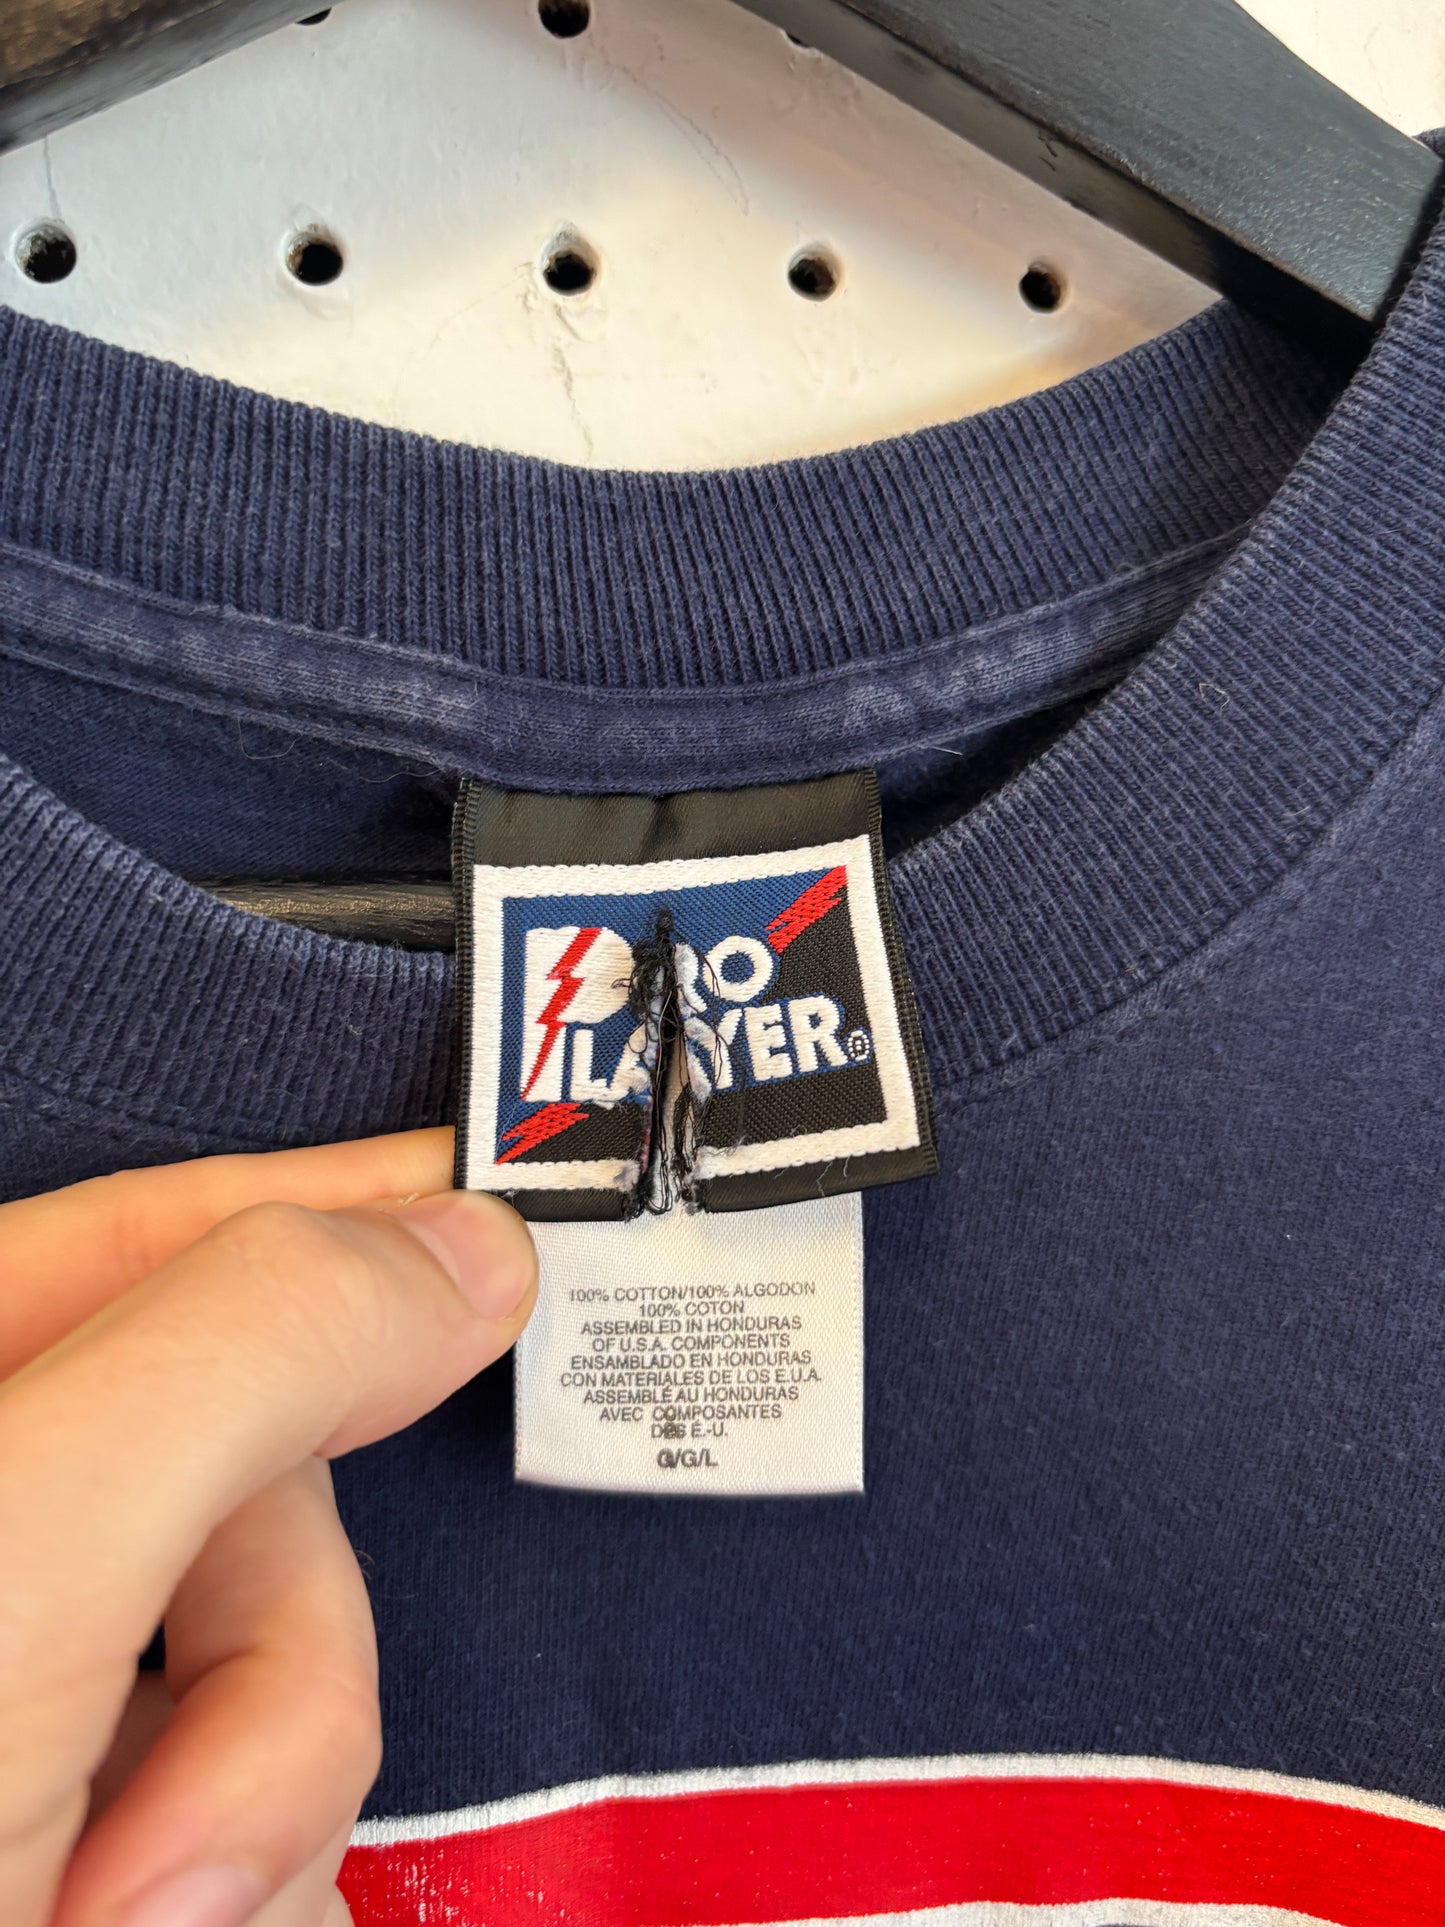 PRO
PLAYER®
100% COTTON/100% ALGODON
100% COTON
ASSEMBLED IN HONDURAS
OF U.S.A. COMPONENTS
ENSAMBLADO EN HONDURAS
CON MATERIALES DE LOS E.U.A.
ASSEMBLÉ AU HONDURAS
AVEC COMPOSANTES
DES É.-U.
G/G/L